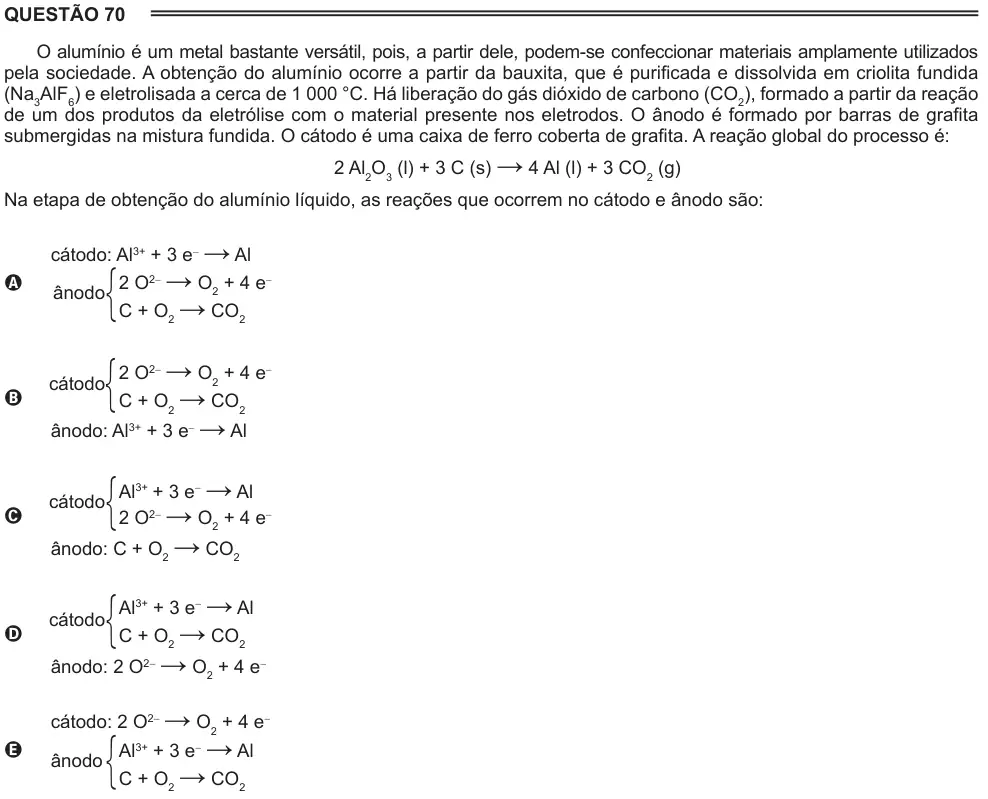 QUESTÃO 70
O alumínio é um metal bastante versátil, pois, a partir dele, podem-se confeccionar materiais amplamente utilizados
pela sociedade. A obtenção do alumínio ocorre a partir da bauxita, que é purificada e dissolvida em criolita fundida
(Na₃AlF₆) e eletrolisada a cerca de 1 000 °C. Há liberação do gás dióxido de carbono (CO₂), formado a partir da reação
de um dos produtos da eletrólise com o material presente nos eletrodos. O ânodo é formado por barras de grafita
submergidas na mistura fundida. O cátodo é uma caixa de ferro coberta de grafita. A reação global do processo é:
2 Al₂O₃ (l) + 3 C (s) → 4 Al (l) + 3 CO₂ (g)
Na etapa de obtenção do alumínio líquido, as reações que ocorrem no cátodo e ânodo são:
cátodo: Al³⁺ + 3 e⁻ → Al
A ânodo { 2 O²⁻ → O₂ + 4 e⁻
C + O₂ → CO₂
B cátodo { 2 O²⁻ → O₂ + 4 e⁻
C + O₂ → CO₂
ânodo: Al³⁺ + 3 e⁻ → Al
C cátodo { Al³⁺ + 3 e⁻ → Al
2 O²⁻ → O₂ + 4 e⁻
ânodo: C + O₂ → CO₂
D cátodo { Al³⁺ + 3 e⁻ → Al
C + O₂ → CO₂
ânodo: 2 O²⁻ → O₂ + 4 e⁻
cátodo: 2 O²⁻ → O₂ + 4 e⁻
E ânodo { Al³⁺ + 3 e⁻ → Al
C + O₂ → CO₂